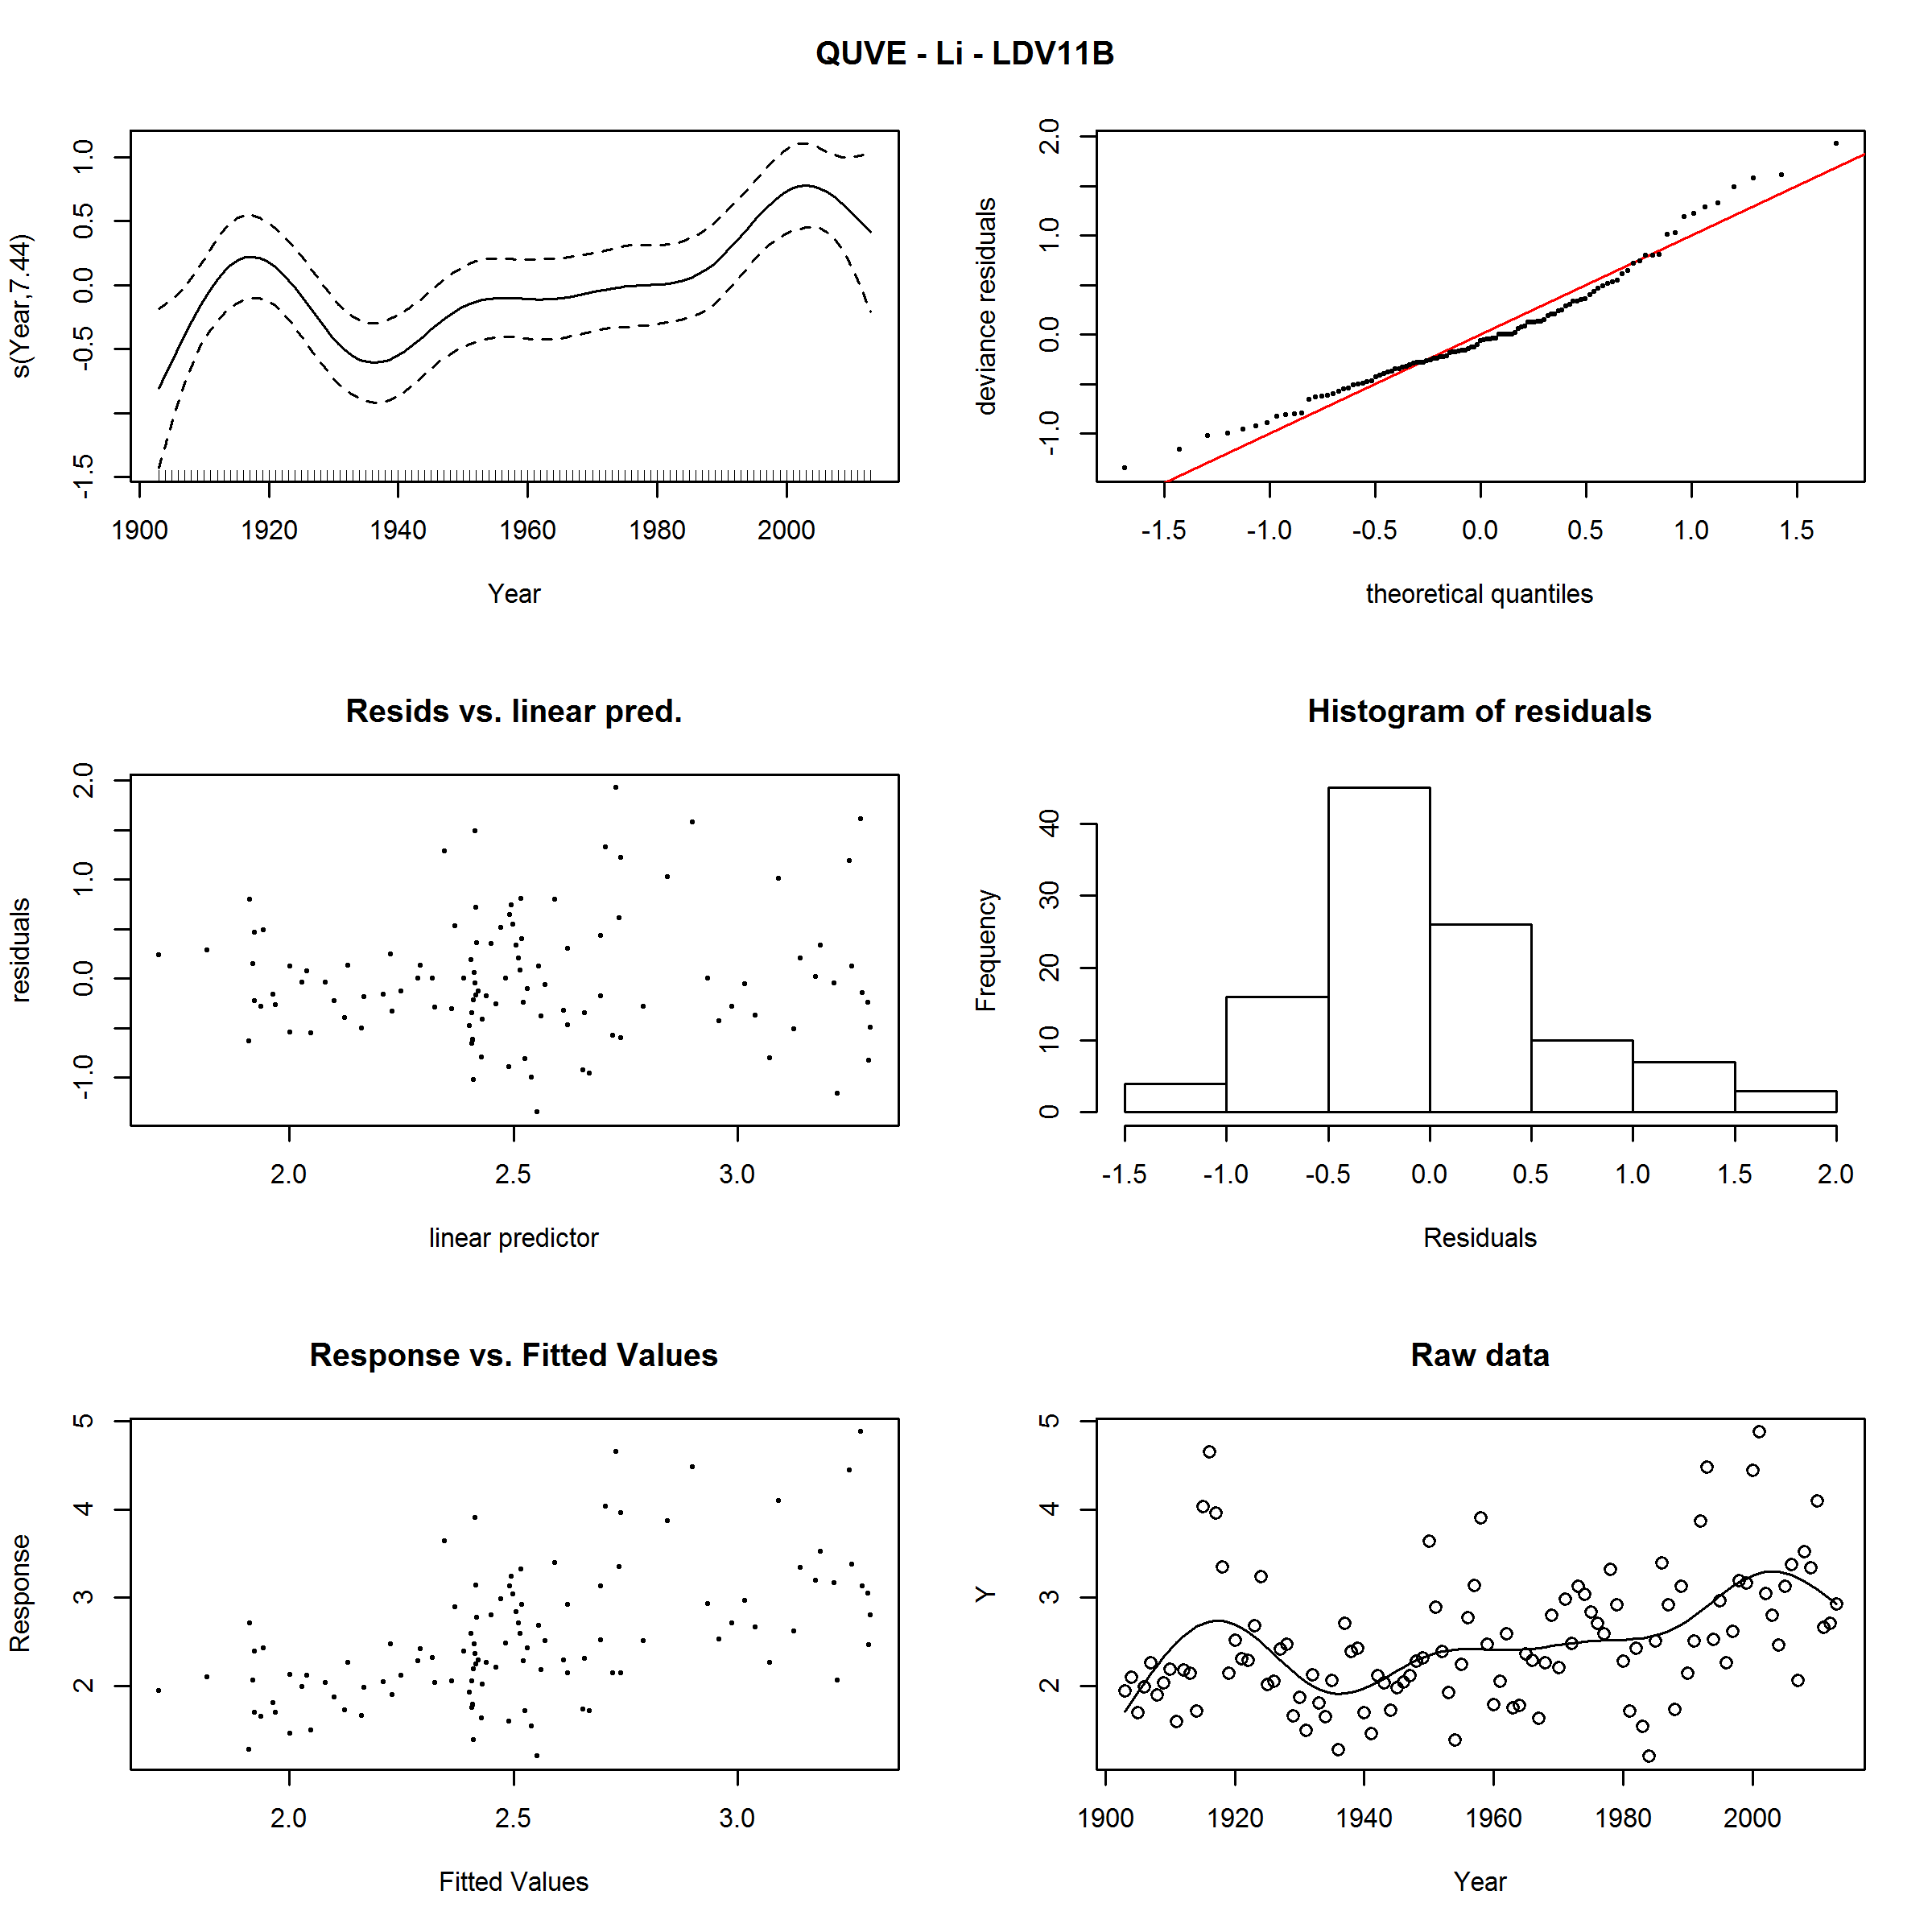 QUVE - Li - LDV11B
s(Year,7.44)
1.0
0.5
0.0
-0.5
-1.5
1900 1920 1940 1960 1980 2000
Year
deviance residuals
2.0
1.0
0.0
-1.0
-1.5 -1.0 -0.5 0.0 0.5 1.0 1.5
theoretical quantiles
Resids vs. linear pred.
residuals
2.0
1.0
0.0
-1.0
2.0 2.5 3.0
linear predictor
Histogram of residuals
Frequency
40
30
20
10
0
-1.5 -1.0 -0.5 0.0 0.5 1.0 1.5 2.0
Residuals
Response vs. Fitted Values
Response
5
4
3
2
2.0 2.5 3.0
Fitted Values
Raw data
Y
5
4
3
2
1900 1920 1940 1960 1980 2000
Year